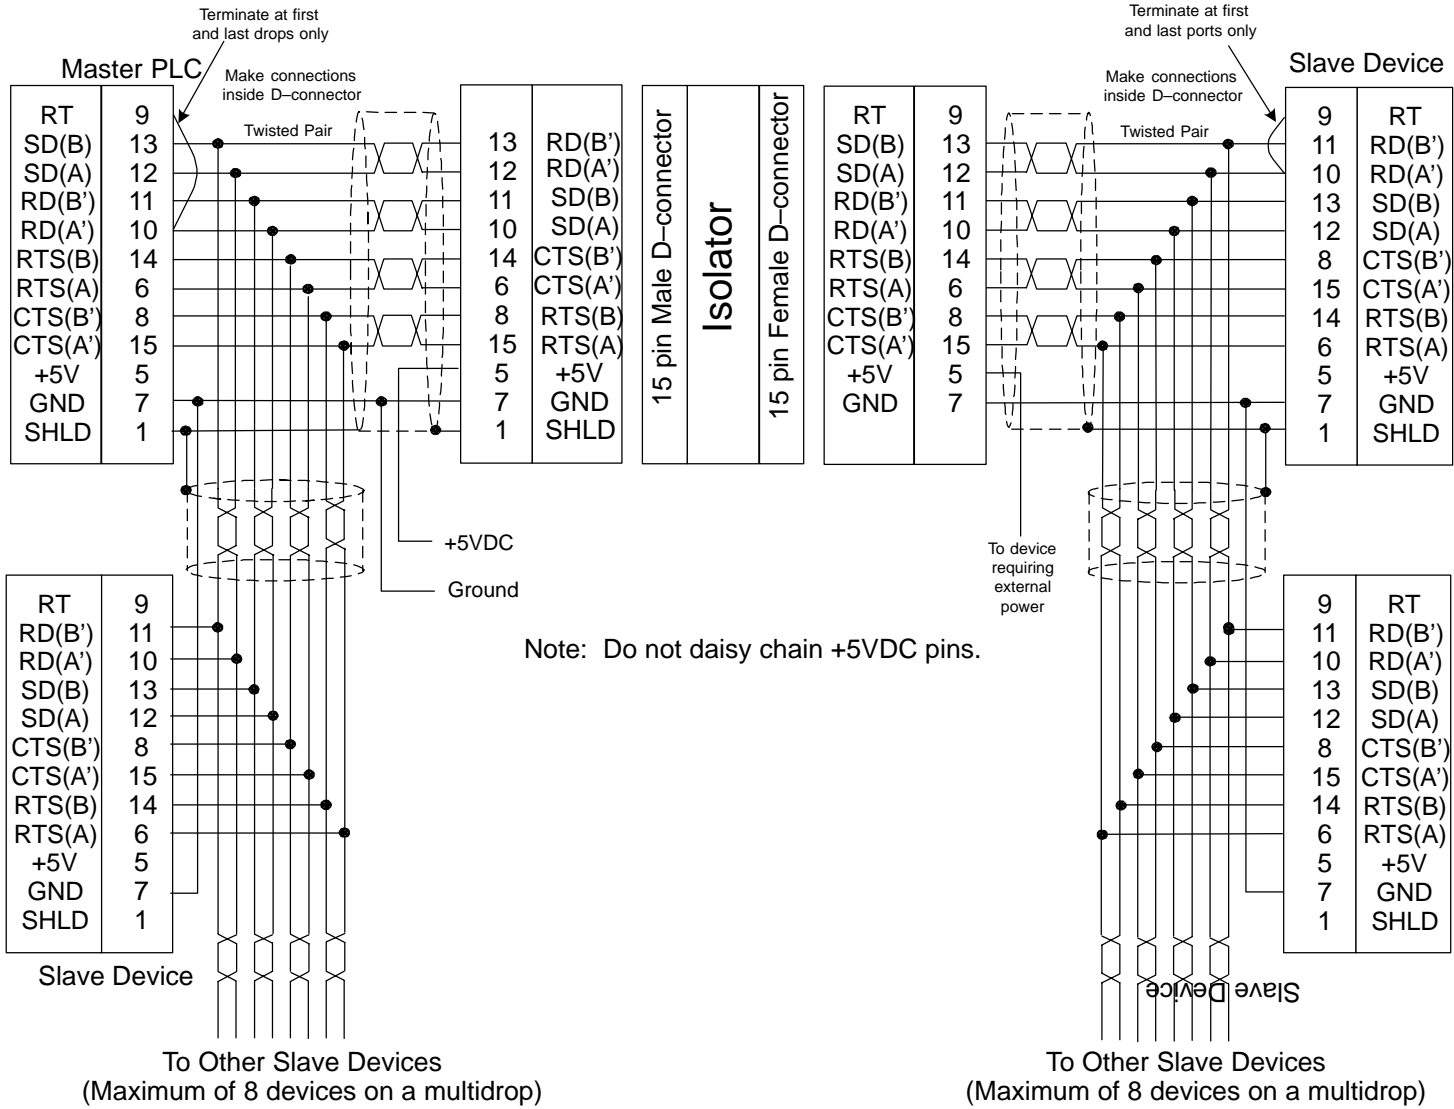 Terminate at first
and last drops only
Master PLC
Make connections
inside D–connector
Twisted Pair
RT 9
SD(B) 13
SD(A) 12
RD(B') 11
RD(A') 10
RTS(B) 14
RTS(A) 6
CTS(B') 8
CTS(A') 15
+5V 5
GND 7
SHLD 1
13 RD(B')
12 RD(A')
11 SD(B)
10 SD(A)
14 CTS(B')
6 CTS(A')
8 RTS(B)
15 RTS(A)
5 +5V
7 GND
1 SHLD
15 pin Male D–connector
Isolator
15 pin Female D–connector
RT 9
SD(B) 13
SD(A) 12
RD(B') 11
RD(A') 10
RTS(B) 14
RTS(A) 6
CTS(B') 8
CTS(A') 15
+5V 5
GND 7
Terminate at first
and last ports only
Make connections
inside D–connector
Twisted Pair
Slave Device
9 RT
11 RD(B')
10 RD(A')
13 SD(B)
12 SD(A)
8 CTS(B')
15 CTS(A')
14 RTS(B)
6 RTS(A)
5 +5V
7 GND
1 SHLD
+5VDC
Ground
To device
requiring
external
power
Note: Do not daisy chain +5VDC pins.
RT 9
RD(B') 11
RD(A') 10
SD(B) 13
SD(A) 12
CTS(B') 8
CTS(A') 15
RTS(B) 14
RTS(A) 6
+5V 5
GND 7
SHLD 1
Slave Device
9 RT
11 RD(B')
10 RD(A')
13 SD(B)
12 SD(A)
8 CTS(B')
15 CTS(A')
14 RTS(B)
6 RTS(A)
5 +5V
7 GND
1 SHLD
Slave Device
To Other Slave Devices
(Maximum of 8 devices on a multidrop)
To Other Slave Devices
(Maximum of 8 devices on a multidrop)